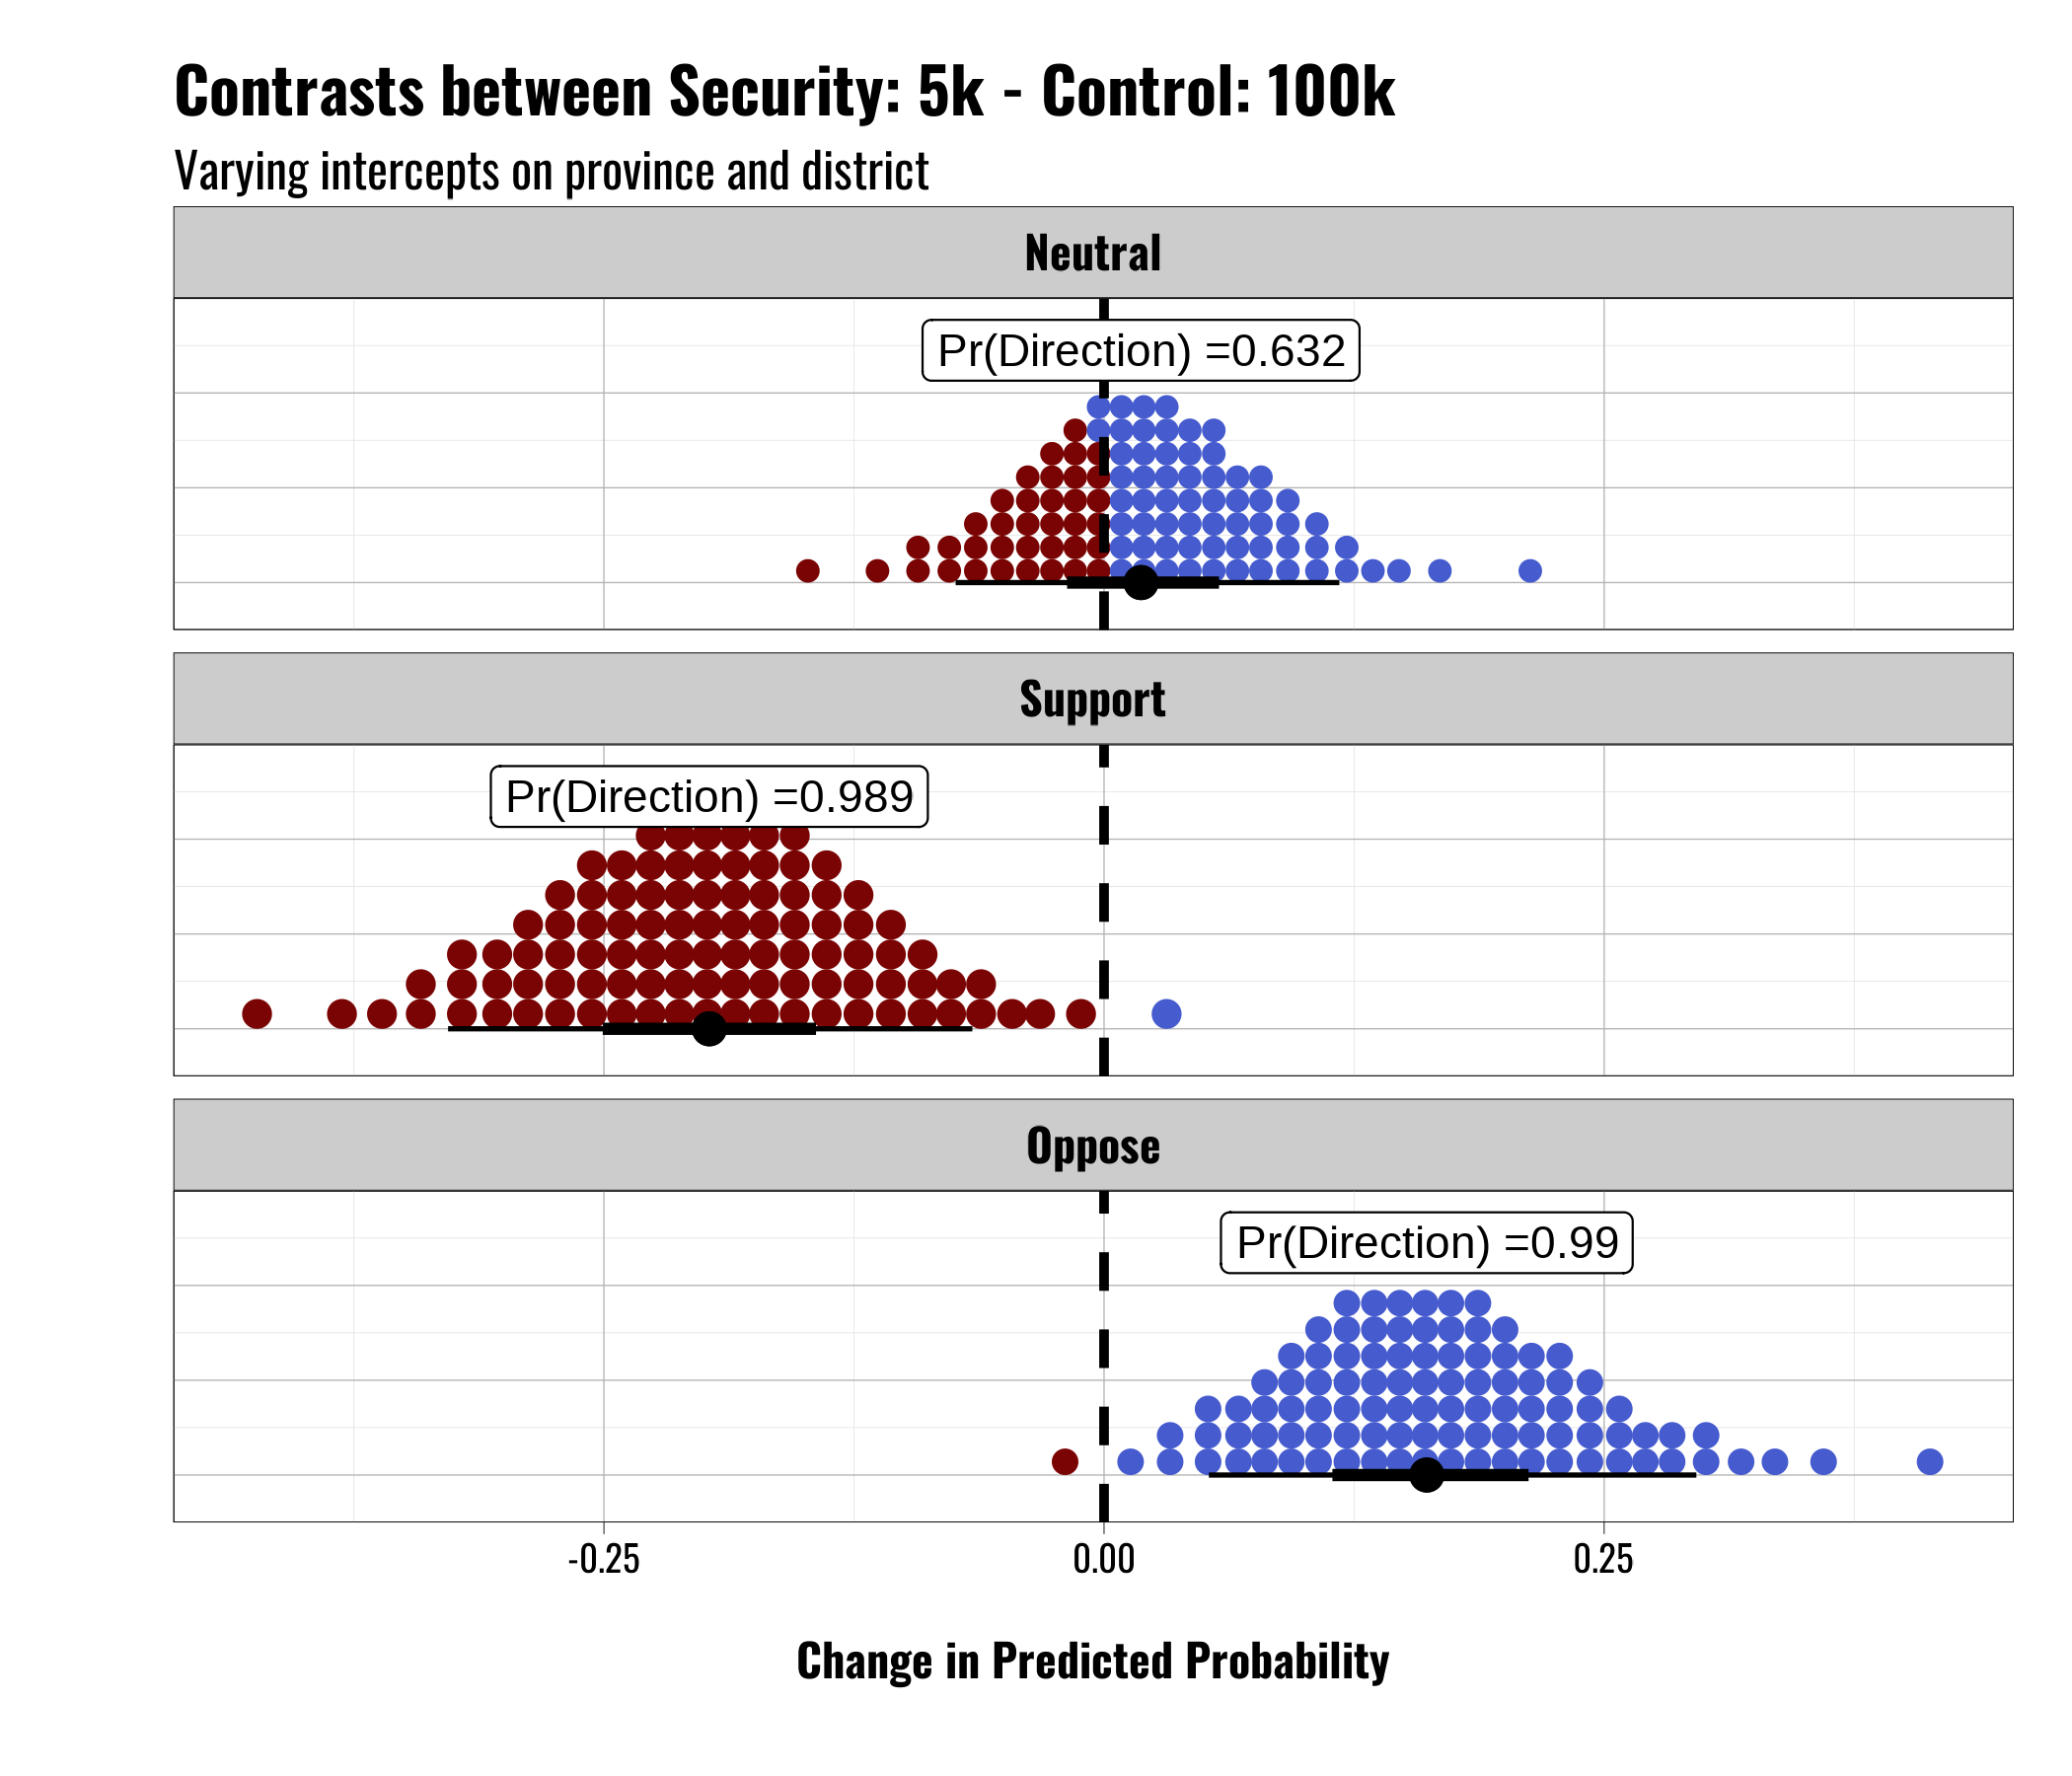 Contrasts between Security: 5k - Control: 100k
Varying intercepts on province and district
Neutral
Pr(Direction) =0.632
Support
Pr(Direction) =0.989
Oppose
Pr(Direction) =0.99
-0.25 0.00 0.25
Change in Predicted Probability